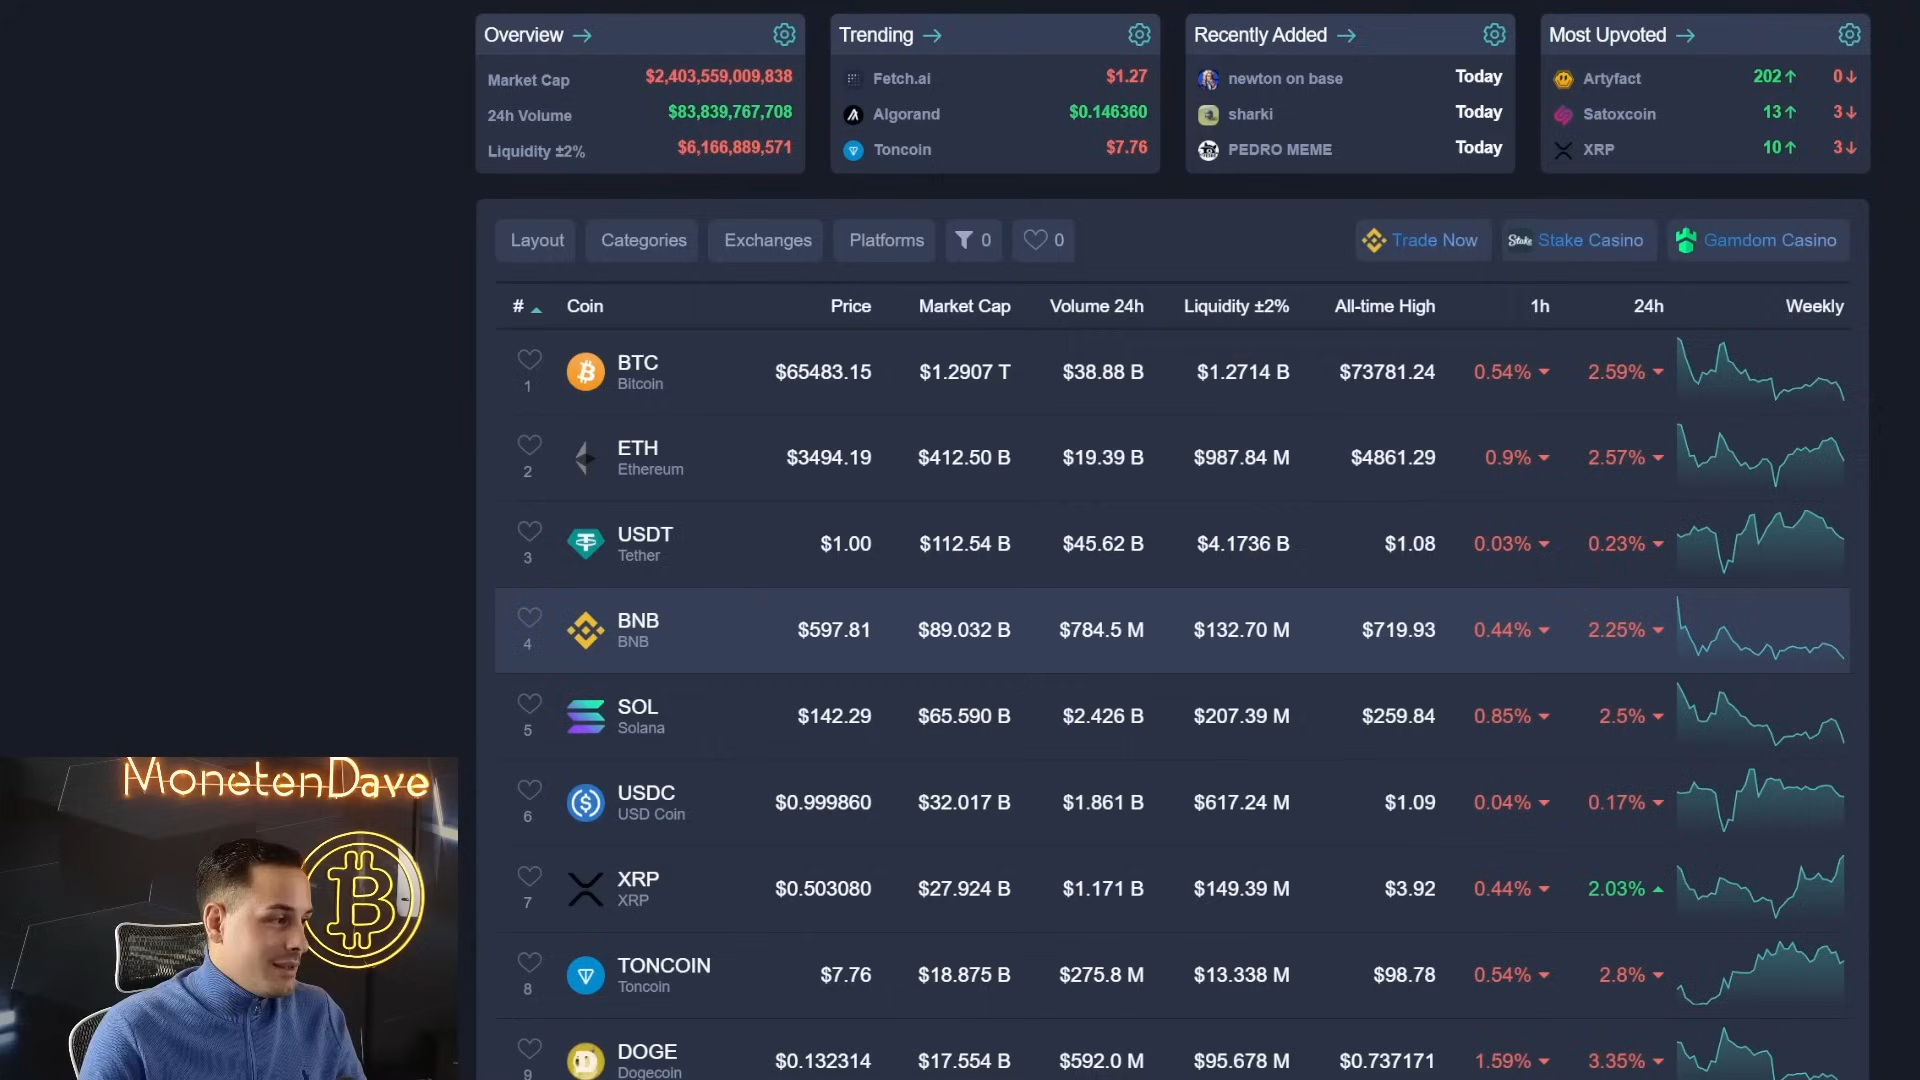 Overview → Trending → Recently Added → Most Upvoted →
Market Cap $2,403,559,009,838
24h Volume $83,839,767,708
Liquidity ±2% $6,166,889,571
Fetch.ai $1.27
Algorand $0.146360
Toncoin $7.76
newton on base Today
sharki Today
PEDRO MEME Today
Artyfact 202↑ 0↓
Satoxcoin 13↑ 3↓
XRP 10↑ 3↓
Layout Categories Exchanges Platforms 0 0 Trade Now Stake Stake Casino Gamdom Casino
# Coin Price Market Cap Volume 24h Liquidity ±2% All-time High 1h 24h Weekly
1 BTC Bitcoin $65483.15 $1.2907 T $38.88 B $1.2714 B $73781.24 0.54% 2.59%
2 ETH Ethereum $3494.19 $412.50 B $19.39 B $987.84 M $4861.29 0.9% 2.57%
3 USDT Tether $1.00 $112.54 B $45.62 B $4.1736 B $1.08 0.03% 0.23%
4 BNB BNB $597.81 $89.032 B $784.5 M $132.70 M $719.93 0.44% 2.25%
5 SOL Solana $142.29 $65.590 B $2.426 B $207.39 M $259.84 0.85% 2.5%
6 USDC USD Coin $0.999860 $32.017 B $1.861 B $617.24 M $1.09 0.04% 0.17%
7 XRP XRP $0.503080 $27.924 B $1.171 B $149.39 M $3.92 0.44% 2.03%
8 TONCOIN Toncoin $7.76 $18.875 B $275.8 M $13.338 M $98.78 0.54% 2.8%
9 DOGE Dogecoin $0.132314 $17.554 B $592.0 M $95.678 M $0.737171 1.59% 3.35%
MonetenDave